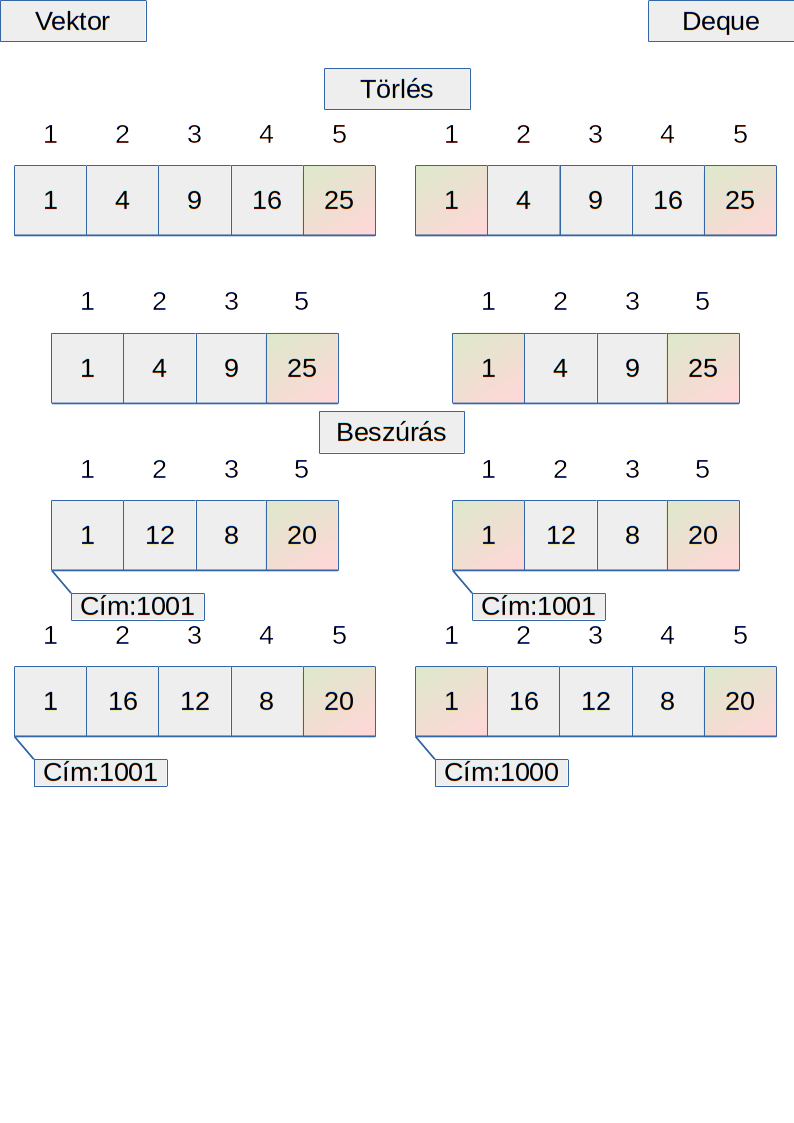 Vektor Deque
Törlés
1 2 3 4 5 1 2 3 4 5
1 4 9 16 25 1 4 9 16 25
1 2 3 5 1 2 3 5
1 4 9 25 1 4 9 25
Beszúrás
1 2 3 5 1 2 3 5
1 12 8 20 1 12 8 20
Cím:1001 Cím:1001
1 2 3 4 5 1 2 3 4 5
1 16 12 8 20 1 16 12 8 20
Cím:1001 Cím:1000